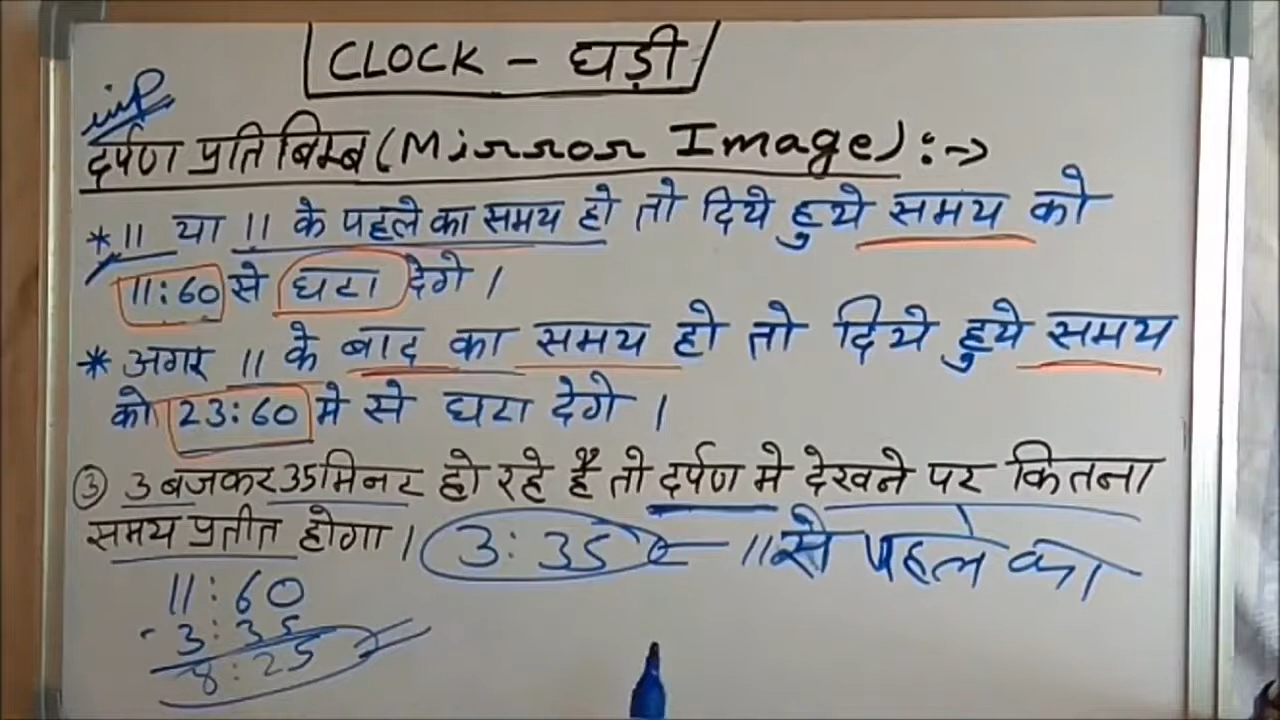 CLOCK - घड़ी
imp
दर्पण प्रतिबिम्ब (Mirror Image) :->
* 11 या 11 के पहले का समय हो तो दिये हुये समय को
11:60 से घटा देगे ।
* अगर 11 के बाद का समय हो तो दिये हुये समय
को 23:60 मे से घटा देगे ।
③ 3 बजकर 35 मिनट हो रहे है तो दर्पण मे देखने पर कितना
समय प्रतीत होगा । 3:35 ← 11 से पहले का
11:60
- 3:35
8:25